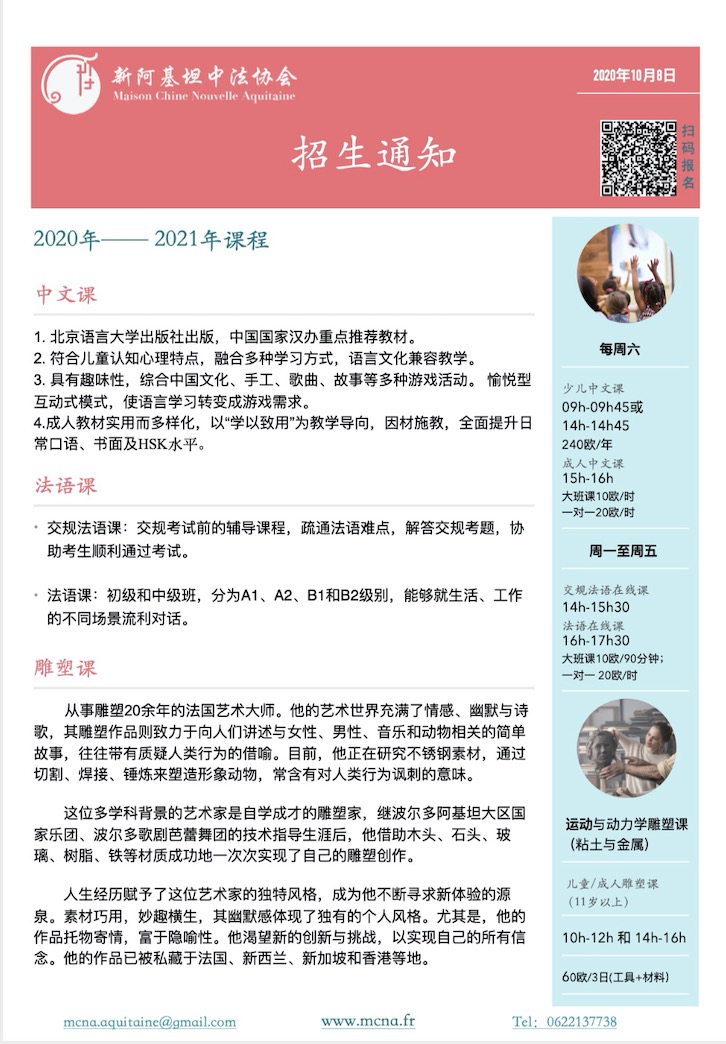 新阿基坦中法协会
Maison Chine Nouvelle Aquitaine
2020年10月8日
招生通知
扫码报名
2020年—— 2021年课程
中文课
1. 北京语言大学出版社出版，中国国家汉办重点推荐教材。
2. 符合儿童认知心理特点，融合多种学习方式，语言文化兼容教学。
3. 具有趣味性，综合中国文化、手工、歌曲、故事等多种游戏活动。 愉悦型
互动式模式，使语言学习转变成游戏需求。
4.成人教材实用而多样化，以“学以致用”为教学导向，因材施教，全面提升日
常口语、书面及HSK水平。
法语课
• 交规法语课：交规考试前的辅导课程，疏通法语难点，解答交规考题，协
助考生顺利通过考试。
• 法语课：初级和中级班，分为A1、A2、B1和B2级别，能够就生活、工作
的不同场景流利对话。
雕塑课
从事雕塑20余年的法国艺术大师。他的艺术世界充满了情感、幽默与诗
歌，其雕塑作品则致力于向人们讲述与女性、男性、音乐和动物相关的简单
故事，往往带有质疑人类行为的借喻。目前，他正在研究不锈钢素材，通过
切割、焊接、锤炼来塑造形象动物，常含有对人类行为讽刺的意味。
这位多学科背景的艺术家是自学成才的雕塑家，继波尔多阿基坦大区国
家乐团、波尔多歌剧芭蕾舞团的技术指导生涯后，他借助木头、石头、玻
璃、树脂、铁等材质成功地一次次实现了自己的雕塑创作。
人生经历赋予了这位艺术家的独特风格，成为他不断寻求新体验的源
泉。素材巧用，妙趣横生，其幽默感体现了独有的个人风格。尤其是，他的
作品托物寄情，富于隐喻性。他渴望新的创新与挑战，以实现自己的所有信
念。他的作品已被私藏于法国、新西兰、新加坡和香港等地。
每周六
少儿中文课
09h-09h45或
14h-14h45
240欧/年
成人中文课
15h-16h
大班课10欧/时
一对一20欧/时
周一至周五
交规法语在线课
14h-15h30
法语在线课
16h-17h30
大班课10欧/90分钟；
一对一 20欧/时
运动与动力学雕塑课
（粘土与金属）
儿童/成人雕塑课
（11岁以上）
10h-12h 和 14h-16h
60欧/3日(工具+材料)
mcna.aquitaine@gmail.com
www.mcna.fr
Tel：0622137738